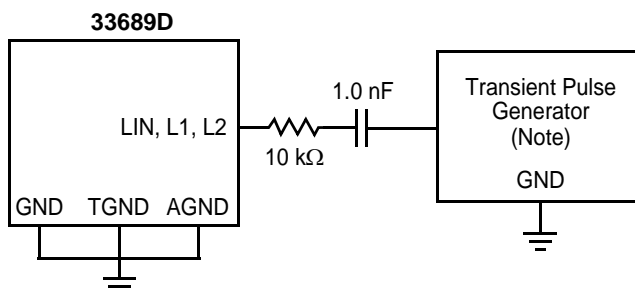 33689D
LIN, L1, L2
GND TGND AGND
10 kΩ
1.0 nF
Transient Pulse
Generator
(Note)
GND